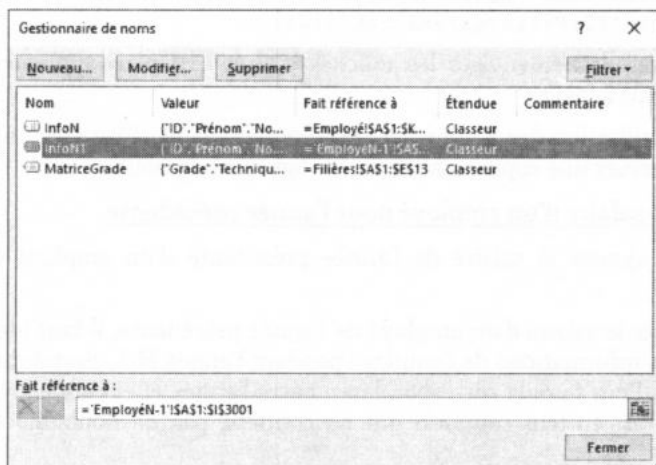 Gestionnaire de noms ? ×
Nouveau... Modifier... Supprimer Filtrer
Nom Valeur Fait référence à Étendue Commentaire
InfoN {"ID"."Prénom"."No... =Employé!$A$1:$K... Classeur
InfoN1 {"ID"."Prénom"."No... ='EmployéN-1'!$A$... Classeur
MatriceGrade {"Grade"."Techniqu... =Filières!$A$1:$E$13 Classeur
Fait référence à :
='EmployéN-1'!$A$1:$I$3001
Fermer